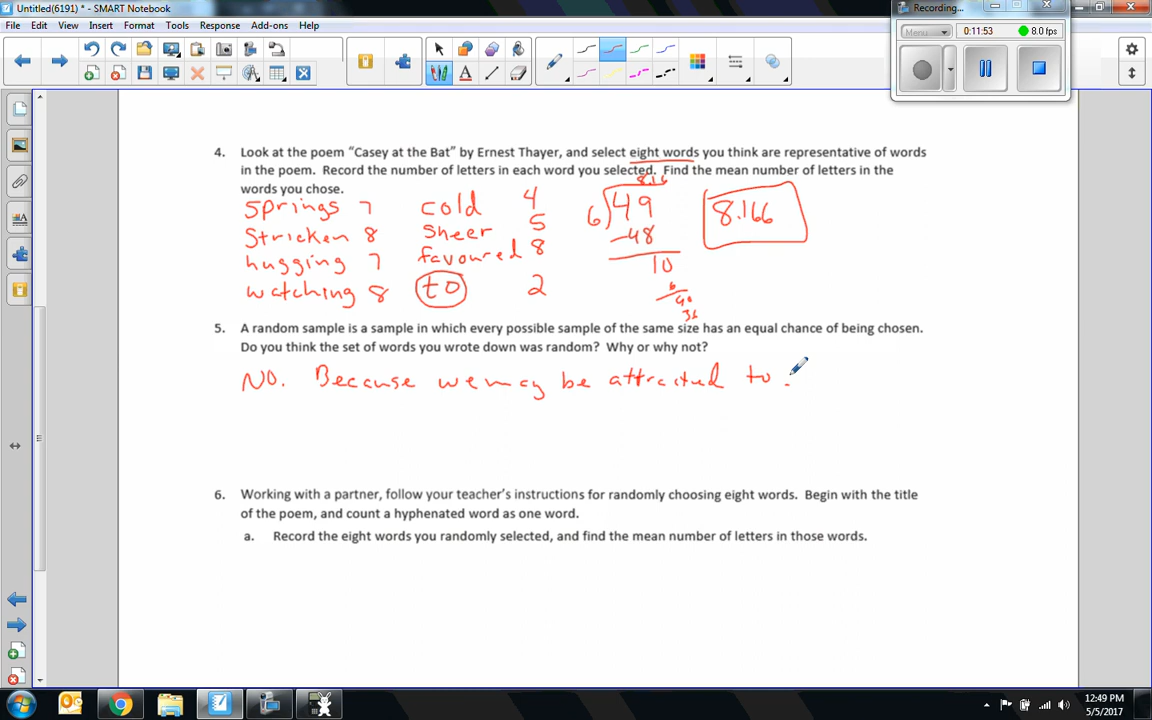 Untitled(6191) * - SMART Notebook
Recording...
File Edit View Insert Format Tools Response Add-ons Help
Menu 0:11:53 8.0 fps
4. Look at the poem “Casey at the Bat” by Ernest Thayer, and select eight words you think are representative of words
in the poem. Record the number of letters in each word you selected. Find the mean number of letters in the
words you chose.
springs 7 cold 4 6 49 8.16 8.166
Stricken 8 Sheer 5 -48
hugging 7 favoured 8 10
watching 8 to 2 6
40
36
5. A random sample is a sample in which every possible sample of the same size has an equal chance of being chosen.
Do you think the set of words you wrote down was random? Why or why not?
NO. Because we may be attracted to
6. Working with a partner, follow your teacher’s instructions for randomly choosing eight words. Begin with the title
of the poem, and count a hyphenated word as one word.
a. Record the eight words you randomly selected, and find the mean number of letters in those words.
12:49 PM
5/5/2017